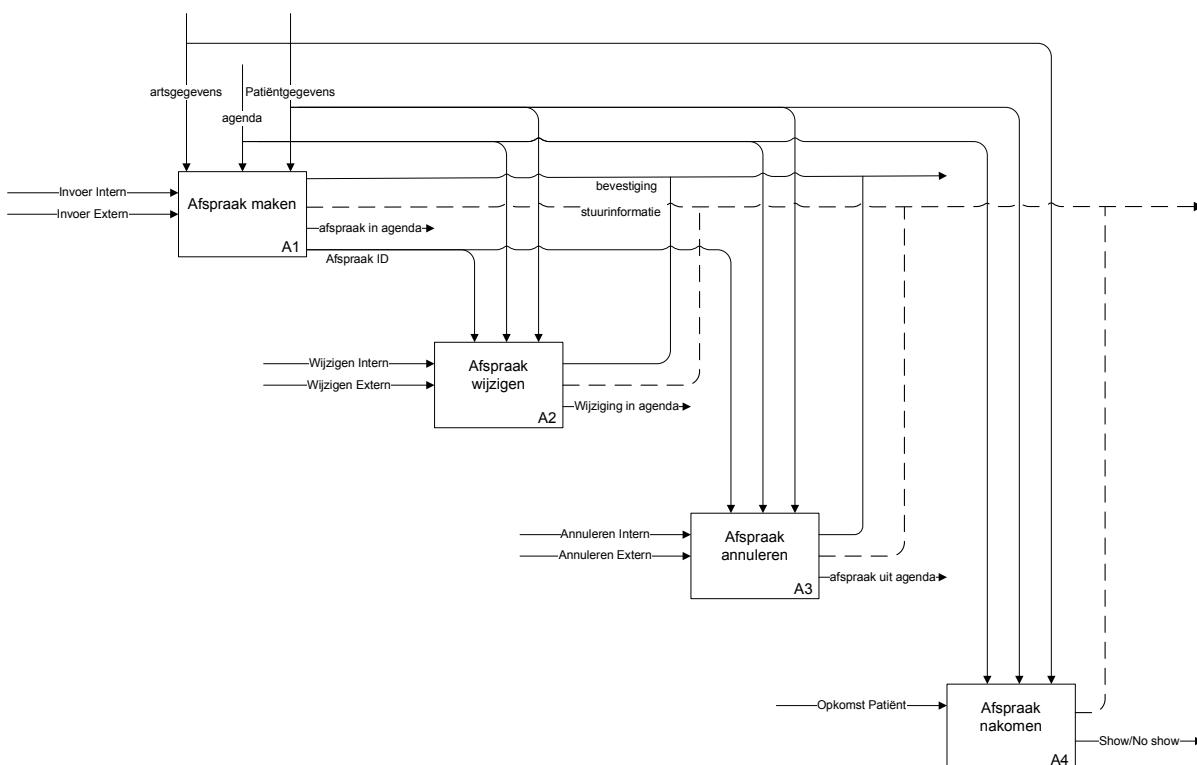 artsgegevens
Patiëntgegevens
agenda
Invoer Intern
Invoer Extern
Afspraak maken
A1
bevestiging
stuurinformatie
afspraak in agenda
Afspraak ID
Wijzigen Intern
Wijzigen Extern
Afspraak
wijzigen
A2
Wijziging in agenda
Annuleren Intern
Annuleren Extern
Afspraak
annuleren
A3
afspraak uit agenda
Opkomst Patiënt
Afspraak
nakomen
A4
Show/No show